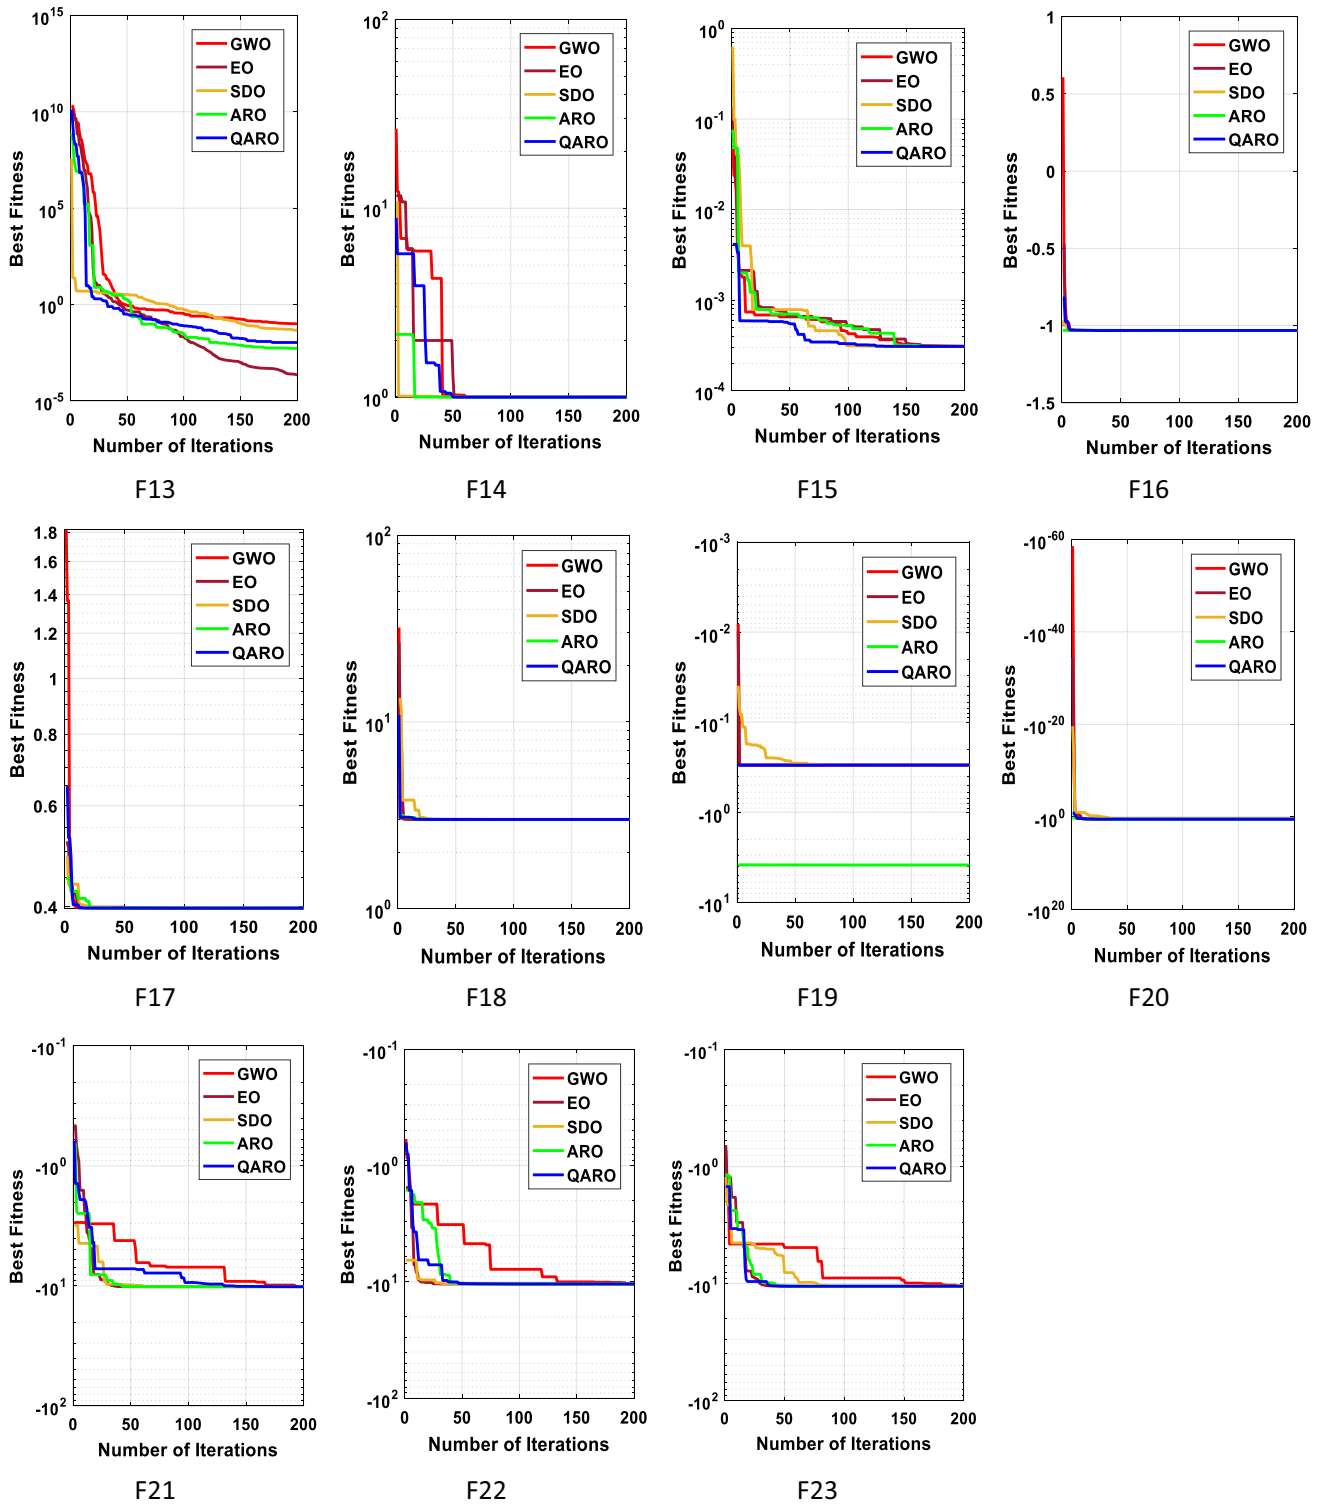 10^15
10^10
10^5
10^0
10^-5
Best Fitness
GWO
EO
SDO
ARO
QARO
0 50 100 150 200
Number of Iterations
F13
10^2
10^1
10^0
Best Fitness
GWO
EO
SDO
ARO
QARO
0 50 100 150 200
Number of Iterations
F14
10^0
10^-1
10^-2
10^-3
10^-4
Best Fitness
GWO
EO
SDO
ARO
QARO
0 50 100 150 200
Number of Iterations
F15
1
0.5
0
-0.5
-1
-1.5
Best Fitness
GWO
EO
SDO
ARO
QARO
0 50 100 150 200
Number of Iterations
F16
1.8
1.6
1.4
1.2
1
0.8
0.6
0.4
Best Fitness
GWO
EO
SDO
ARO
QARO
0 50 100 150 200
Number of Iterations
F17
10^2
10^1
10^0
Best Fitness
GWO
EO
SDO
ARO
QARO
0 50 100 150 200
Number of Iterations
F18
-10^-3
-10^-2
-10^-1
-10^0
-10^1
Best Fitness
GWO
EO
SDO
ARO
QARO
0 50 100 150 200
Number of Iterations
F19
-10^-60
-10^-40
-10^-20
-10^0
-10^20
Best Fitness
GWO
EO
SDO
ARO
QARO
0 50 100 150 200
Number of Iterations
F20
-10^-1
-10^0
-10^1
-10^2
Best Fitness
GWO
EO
SDO
ARO
QARO
0 50 100 150 200
Number of Iterations
F21
-10^-1
-10^0
-10^1
-10^2
Best Fitness
GWO
EO
SDO
ARO
QARO
0 50 100 150 200
Number of Iterations
F22
-10^-1
-10^0
-10^1
-10^2
Best Fitness
GWO
EO
SDO
ARO
QARO
0 50 100 150 200
Number of Iterations
F23